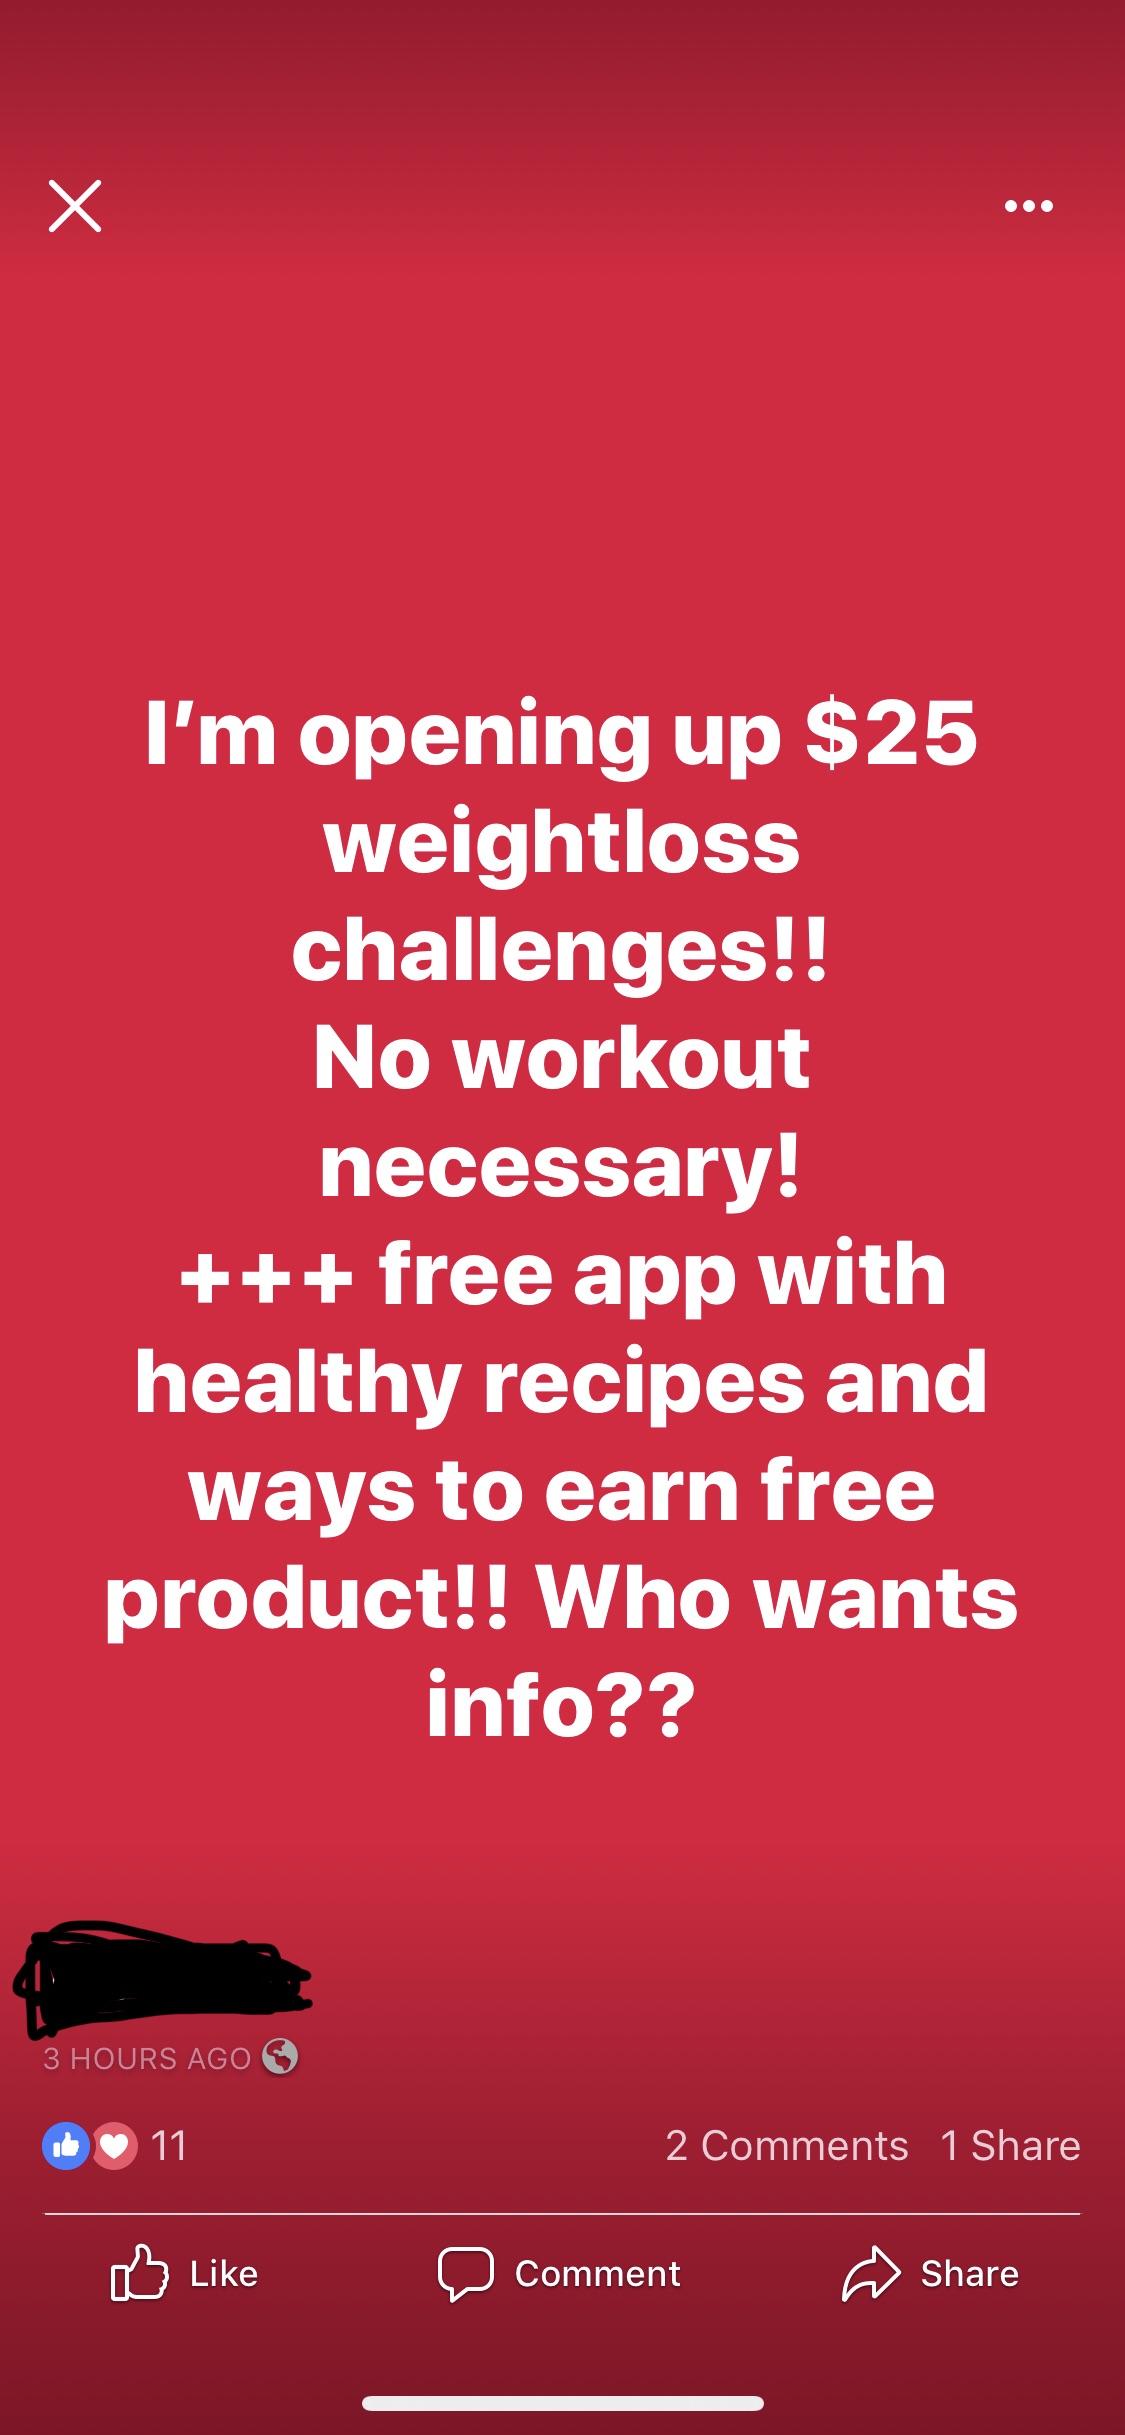 I'm opening up $25
weightloss
challenges!!
No workout
necessary!
+++ free app with
healthy recipes and
ways to earn free
product!! Who wants
info??
3 HOURS AGO
11
2 Comments 1 Share
Like Comment Share